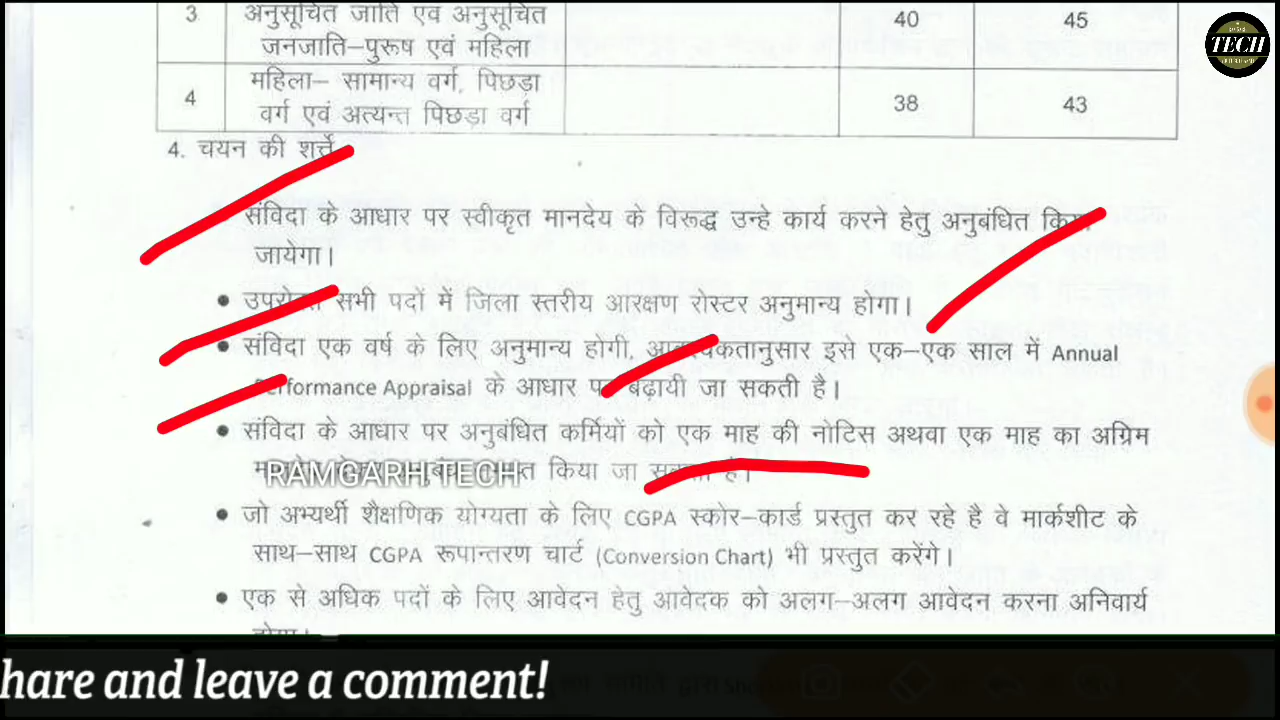 3 अनुसूचित जाति एवं अनुसूचित 40 45
जनजाति–पुरूष एवं महिला
TECH
महिला– सामान्य वर्ग, पिछड़ा
4 38 43
वर्ग एवं अत्यन्त पिछड़ा वर्ग
4. चयन की शर्त्तें
संविदा के आधार पर स्वीकृत मानदेय के विरूद्ध उन्हे कार्य करने हेतु अनुबंधित किया
जायेगा।
• उपरोक्त सभी पदों में जिला स्तरीय आरक्षण रोस्टर अनुमान्य होगा।
• संविदा एक वर्ष के लिए अनुमान्य होगी, आवश्यकतानुसार इसे एक–एक साल में Annual
Performance Appraisal के आधार पर बढ़ायी जा सकती है।
• संविदा के आधार पर अनुबंधित कर्मियों को एक माह की नोटिस अथवा एक माह का अग्रिम
किया जा सकता है।
RAMGARH TECH
• जो अभ्यर्थी शैक्षणिक योग्यता के लिए CGPA स्कोर–कार्ड प्रस्तुत कर रहे है वे मार्कशीट के
साथ–साथ CGPA रूपान्तरण चार्ट (Conversion Chart) भी प्रस्तुत करेंगे।
• एक से अधिक पदों के लिए आवेदन हेतु आवेदक को अलग–अलग आवेदन करना अनिवार्य
hare and leave a comment!